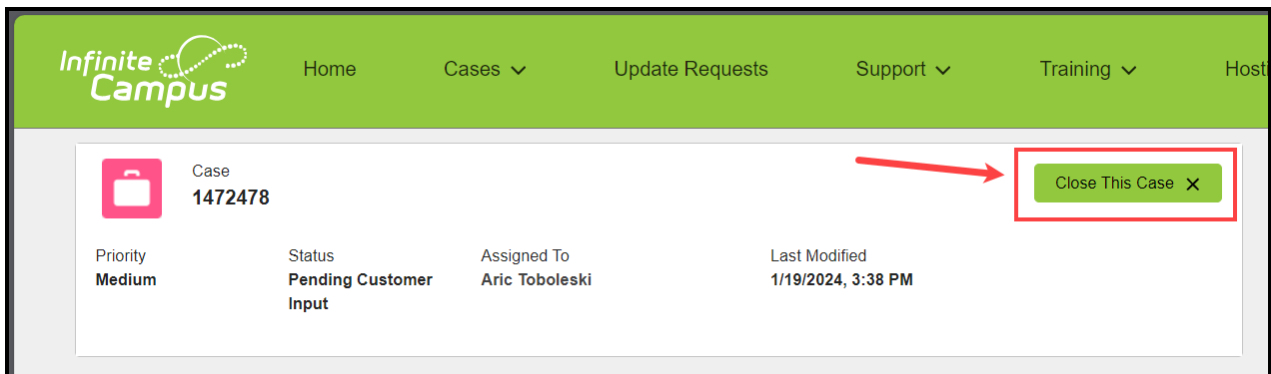 Infinite
Campus
Home Cases Update Requests Support Training Hosti
Case
1472478
Close This Case
Priority Status Assigned To Last Modified
Medium Pending Customer Aric Toboleski 1/19/2024, 3:38 PM
Input